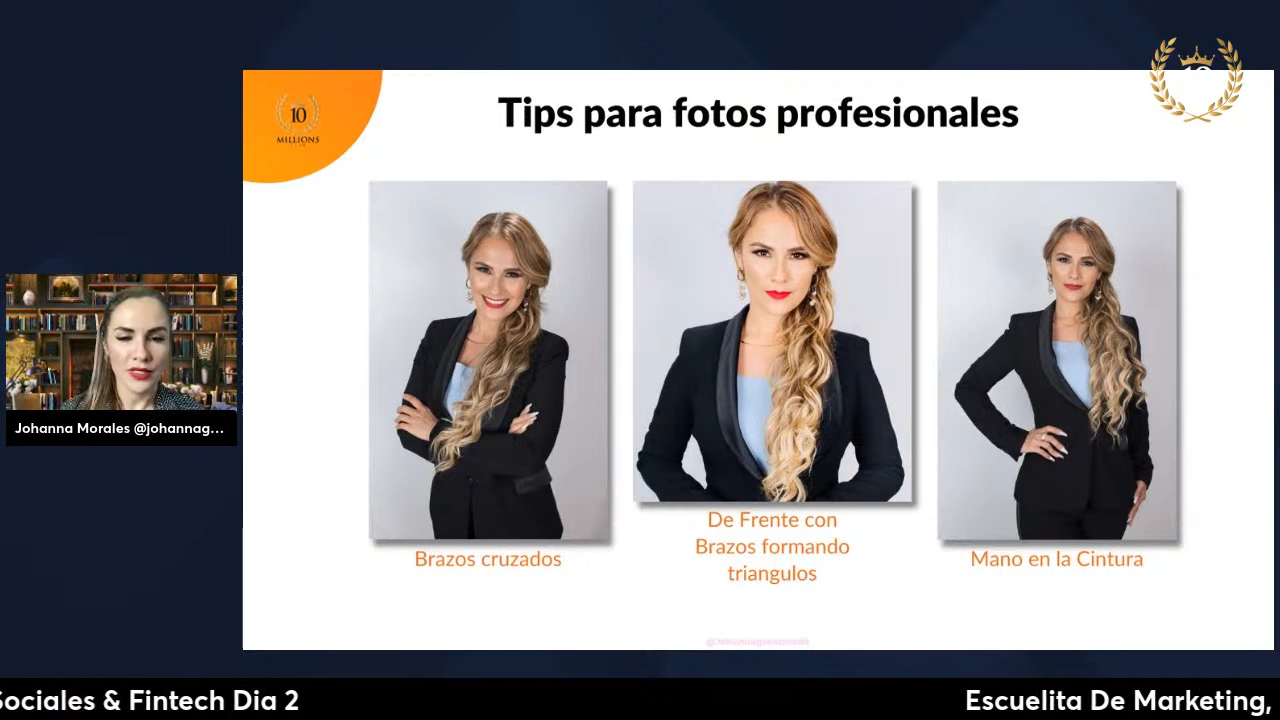 10
MILLIONS
Tips para fotos profesionales
Johanna Morales @johannag...
Brazos cruzados
De Frente con
Brazos formando
triangulos
Mano en la Cintura
Sociales & Fintech Dia 2
Escuelita De Marketing,